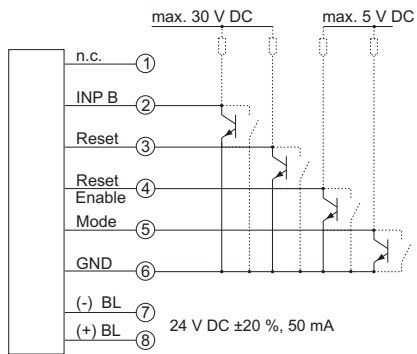 max. 30 V DC
max. 5 V DC
n.c. 1
INP B 2
Reset 3
Reset
Enable 4
Mode 5
GND 6
(-) BL 7
(+) BL 8
24 V DC ±20 %, 50 mA